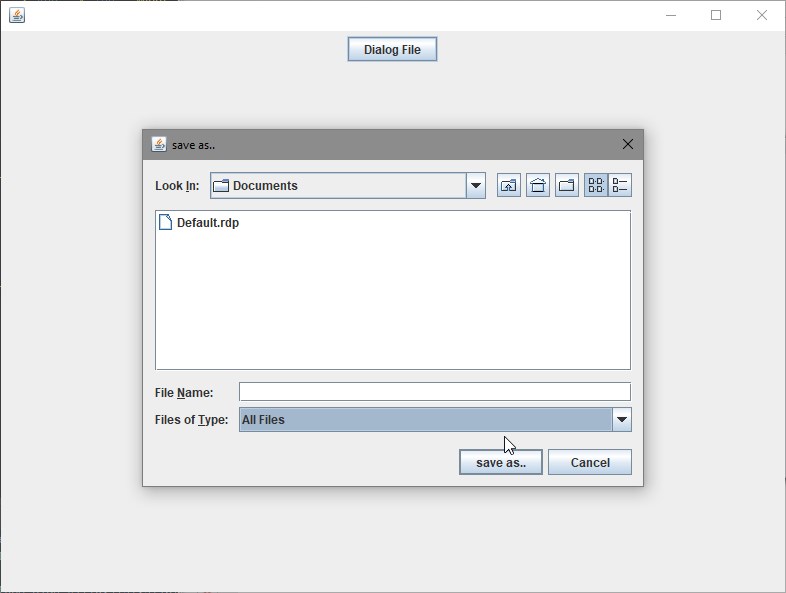 Dialog File
save as..
Look In: Documents
Default.rdp
File Name:
Files of Type: All Files
save as.. Cancel